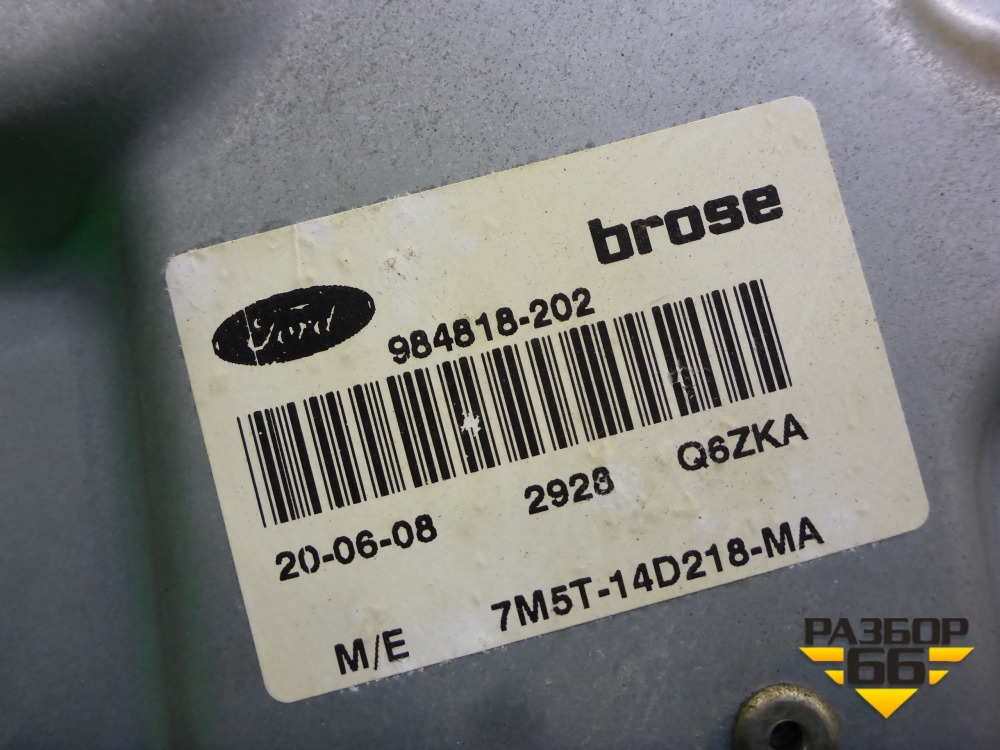 brose
Ford
984818-202
20-06-08 2928 Q6ZKA
M/E 7M5T-14D218-MA
РАЗБОР
66